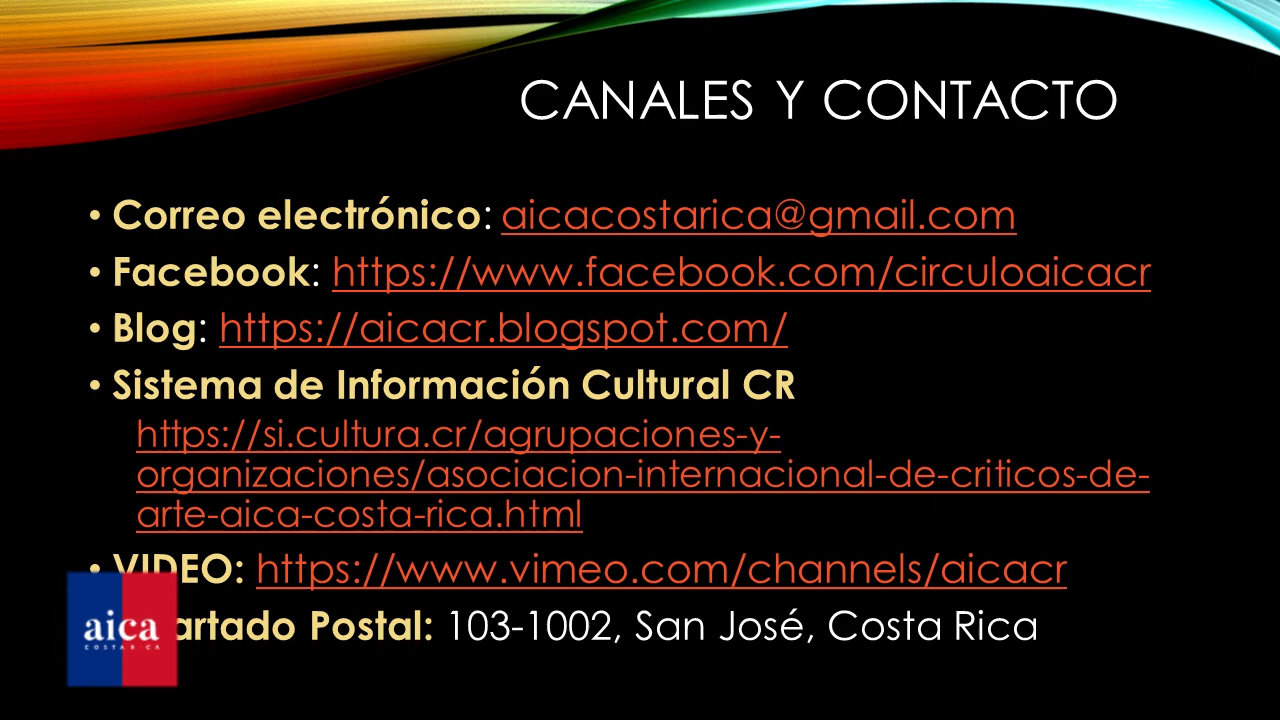 CANALES Y CONTACTO
• Correo electrónico: aicacostarica@gmail.com
• Facebook: https://www.facebook.com/circuloaicacr
• Blog: https://aicacr.blogspot.com/
• Sistema de Información Cultural CR
https://si.cultura.cr/agrupaciones-y-
organizaciones/asociacion-internacional-de-criticos-de-
arte-aica-costa-rica.html
• VIDEO: https://www.vimeo.com/channels/aicacr
artado Postal: 103-1002, San José, Costa Rica
aica
COSTA RICA